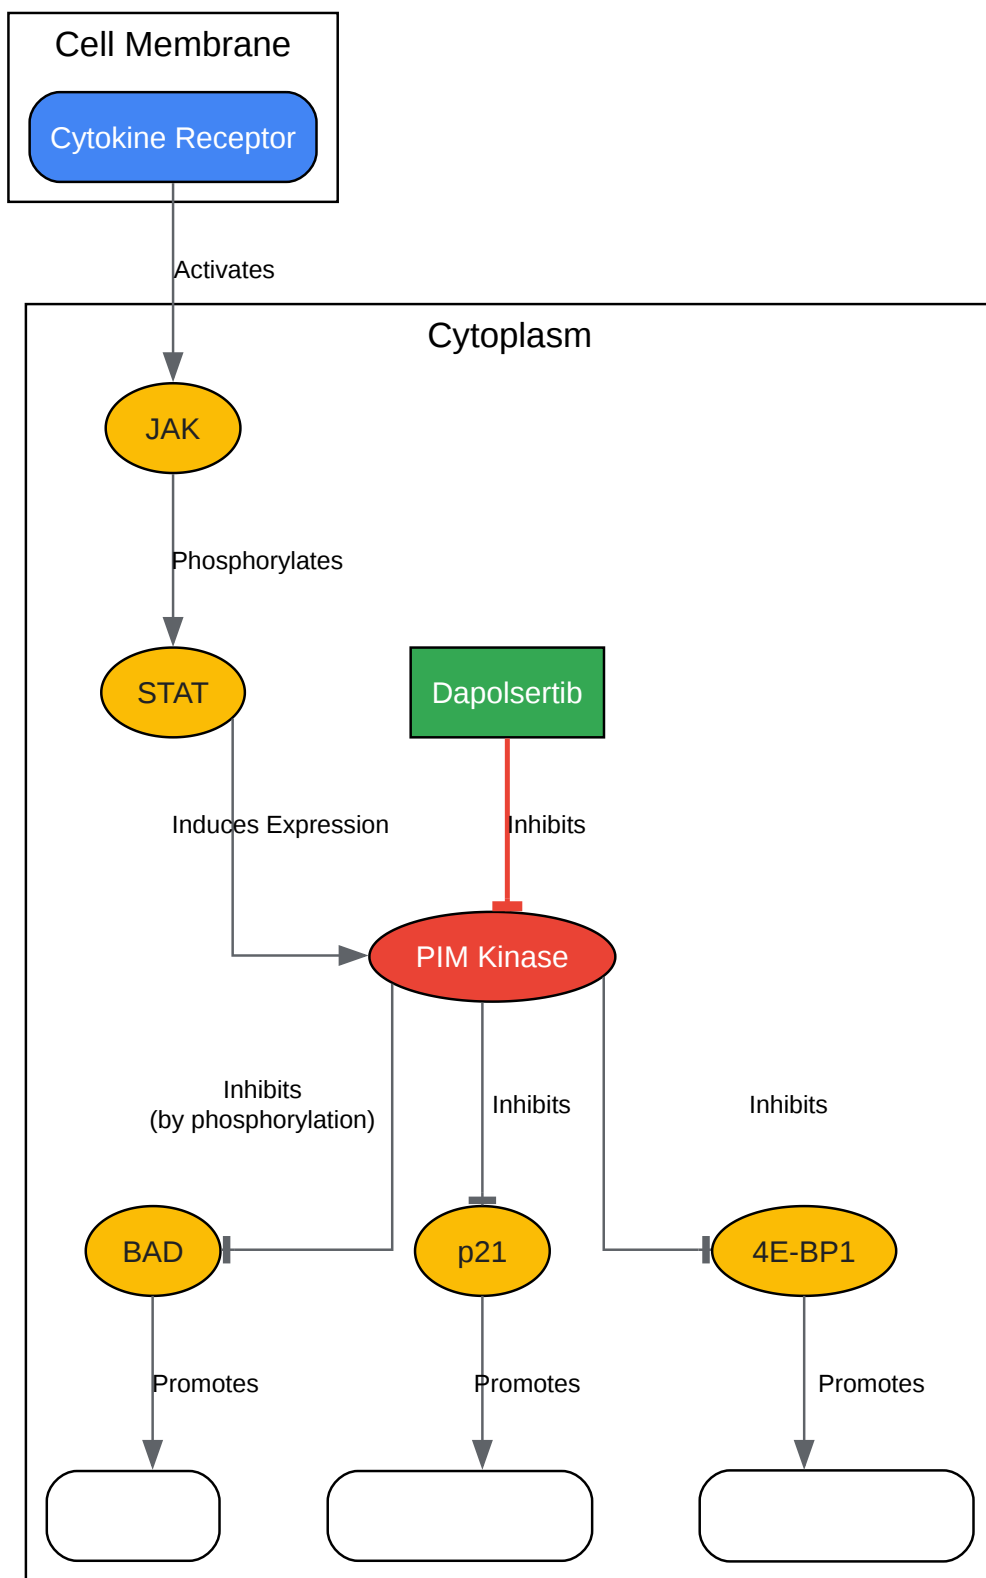 Cell Membrane
Cytokine Receptor
Activates
Cytoplasm
JAK
Phosphorylates
STAT
Dapolsertib
Induces Expression
Inhibits
PIM Kinase
Inhibits
(by phosphorylation)
Inhibits
Inhibits
BAD
p21
4E-BP1
Promotes
Promotes
Promotes